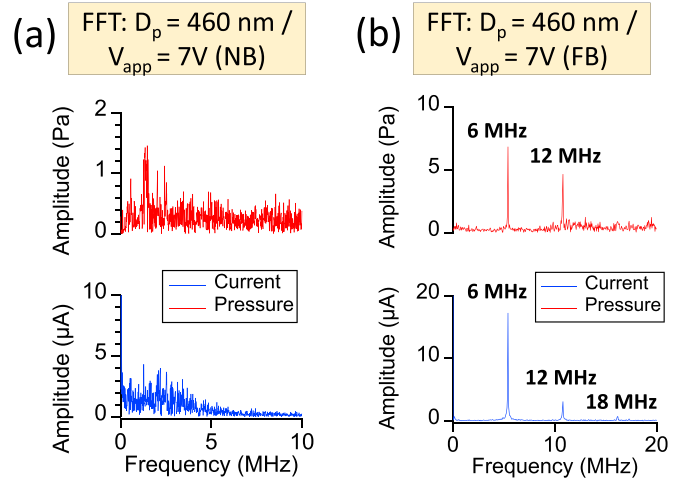 (a)
FFT: Dp = 460 nm /
Vapp = 7V (NB)
(b)
FFT: Dp = 460 nm /
Vapp = 7V (FB)
Amplitude (Pa)
2
1
0
Amplitude (Pa)
10
5
0
6 MHz
12 MHz
Current
Pressure
Amplitude (µA)
10
5
0
0
5
10
Frequency (MHz)
Current
Pressure
Amplitude (µA)
20
10
0
6 MHz
12 MHz
18 MHz
0
10
20
Frequency (MHz)